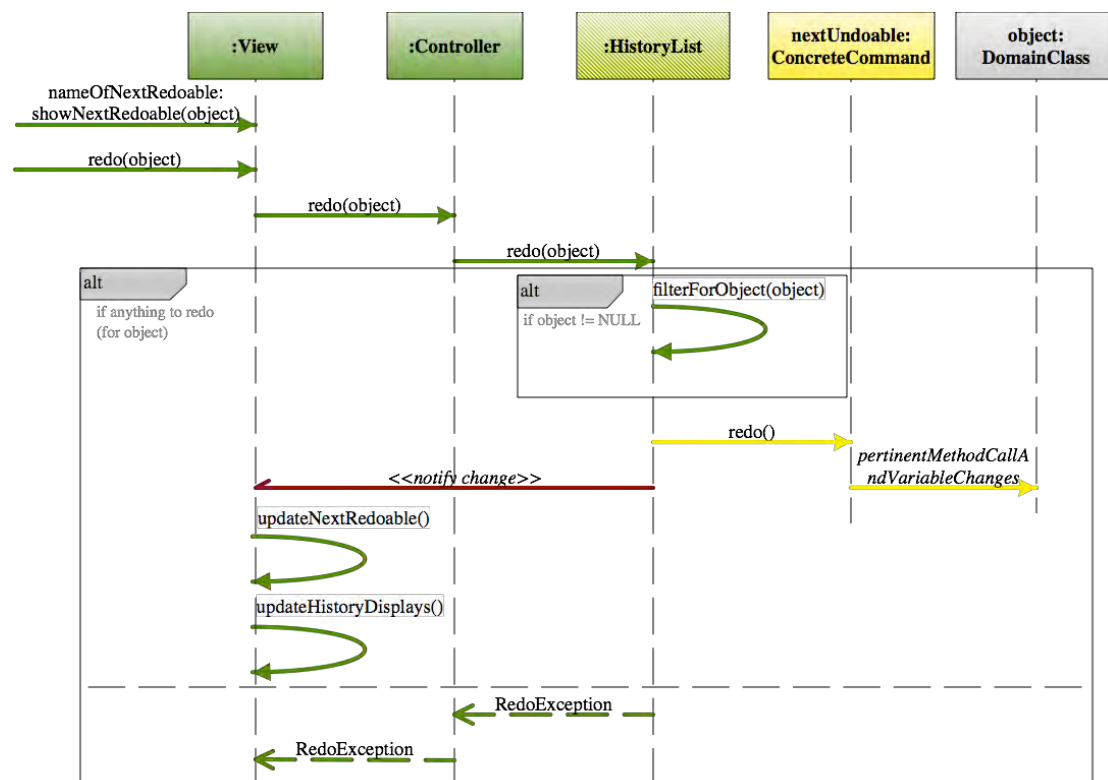 :View
:Controller
:HistoryList
nextUndoable:
ConcreteCommand
object:
DomainClass
nameOfNextRedoable:
showNextRedoable(object)
redo(object)
redo(object)
redo(object)
alt
if anything to redo
(for object)
alt
if object != NULL
filterForObject(object)
redo()
pertinentMethodCallA
ndVariableChanges
<<notify change>>
updateNextRedoable()
updateHistoryDisplays()
RedoException
RedoException